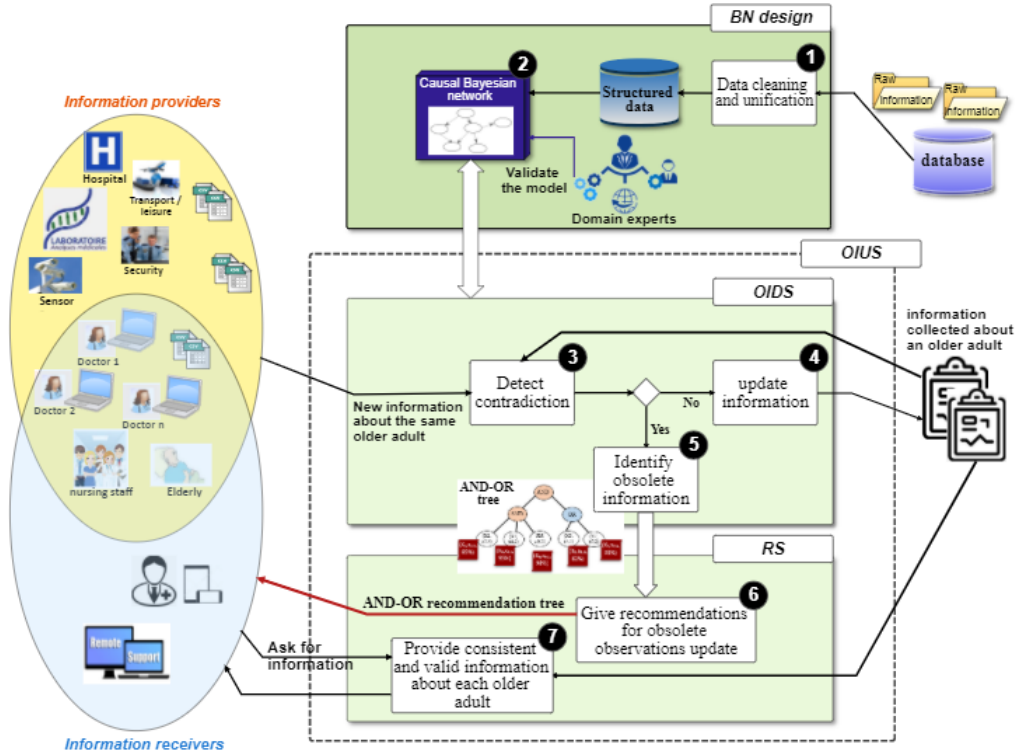 BN design
1
Data cleaning
and unification
Structured
data
2
Causal Bayesian
network
Validate
the model
Domain experts
Raw
information
Raw
information
database
Information providers
H
Hospital
Transport /
leisure
LABORATOIRE
Security
Sensor
Doctor 1
Doctor 2
Doctor n
nursing staff
Elderly
Remote
Support
Information receivers
OIUS
OIDS
information
collected about
an older adult
New information
about the same
older adult
3
Detect
contradiction
No
4
update
information
Yes
5
Identify
obsolete
information
AND-OR
tree
RS
AND-OR recommendation tree
6
Give recommendations
for obsolete
observations update
Ask for
information
7
Provide consistent
and valid information
about each older
adult